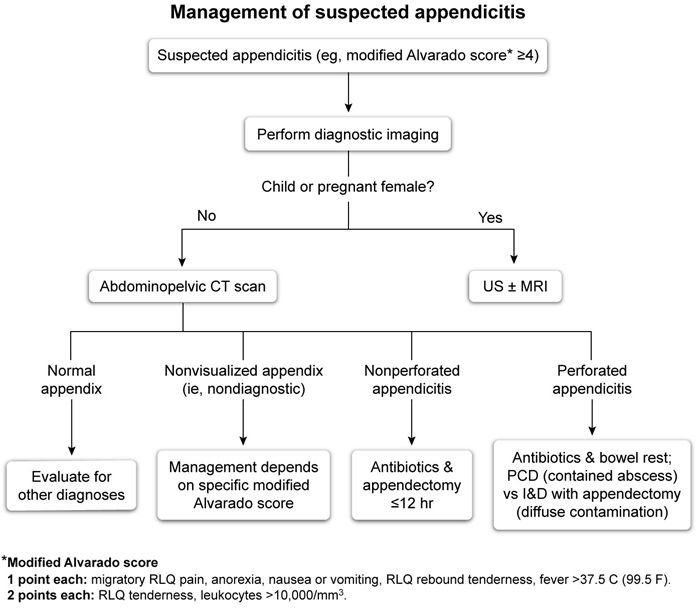 Management of suspected appendicitis
Suspected appendicitis (eg, modified Alvarado score* ≥4)
Perform diagnostic imaging
Child or pregnant female?
No
Yes
Abdominopelvic CT scan
US ± MRI
Normal
appendix
Nonvisualized appendix
(ie, nondiagnostic)
Nonperforated
appendicitis
Perforated
appendicitis
Evaluate for
other diagnoses
Management depends
on specific modified
Alvarado score
Antibiotics &
appendectomy
≤12 hr
Antibiotics & bowel rest;
PCD (contained abscess)
vs I&D with appendectomy
(diffuse contamination)
*Modified Alvarado score
1 point each: migratory RLQ pain, anorexia, nausea or vomiting, RLQ rebound tenderness, fever >37.5 C (99.5 F).
2 points each: RLQ tenderness, leukocytes >10,000/mm³.